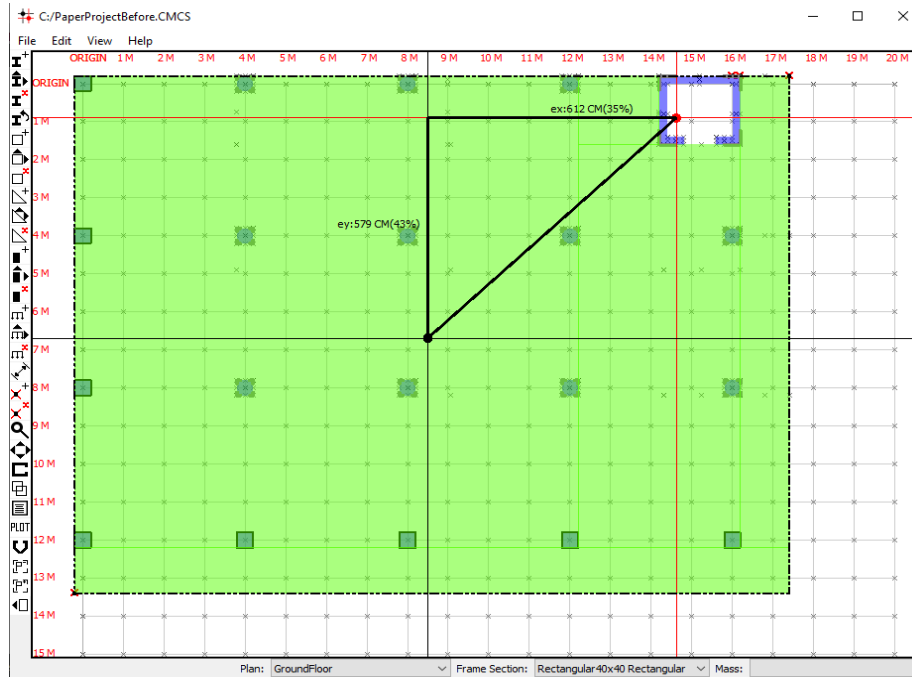 C:/PaperProjectBefore.CMCS
File Edit View Help
ORIGIN 1 M 2 M 3 M 4 M 5 M 6 M 7 M 8 M 9 M 10 M 11 M 12 M 13 M 14 M 15 M 16 M 17 M 18 M 19 M 20 M
ORIGIN
ex:612 CM(35%)
1 M
2 M
3 M
ey:579 CM(43%)
4 M
5 M
6 M
7 M
8 M
9 M
10 M
11 M
PLOT
12 M
13 M
14 M
15 M
Plan: GroundFloor Frame Section: Rectangular40x40 Rectangular Mass: